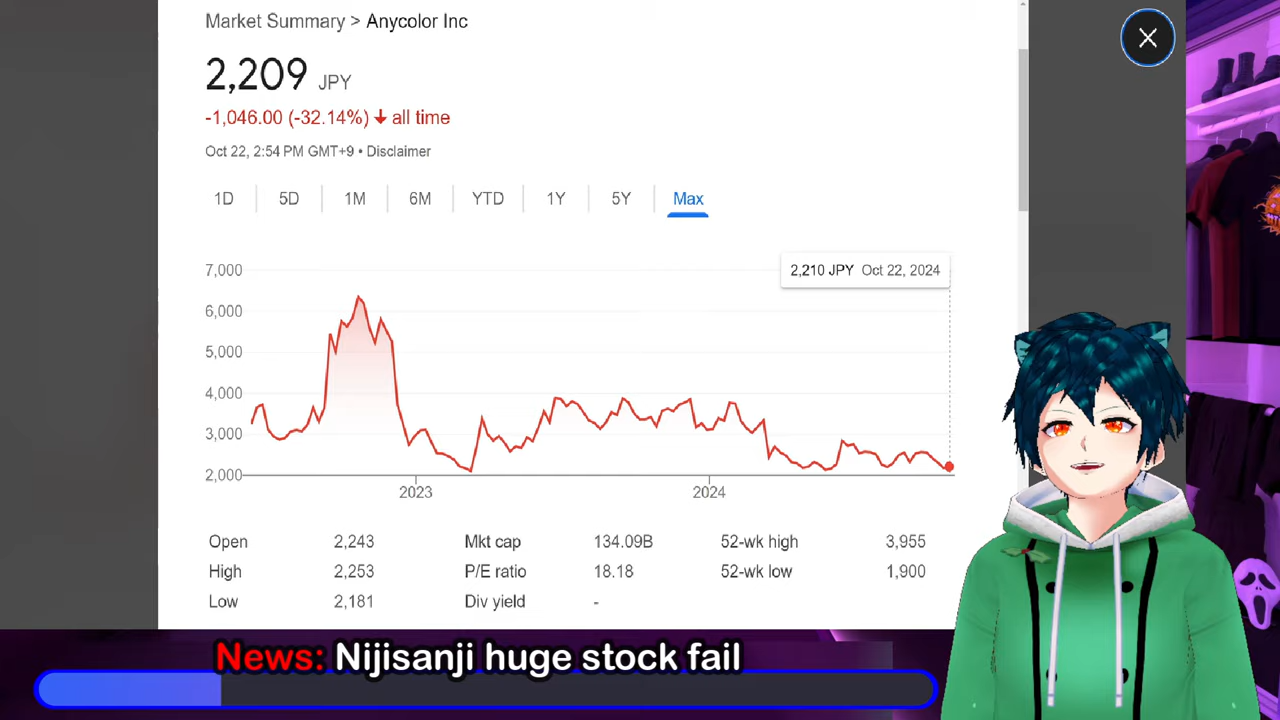 Market Summary > Anycolor Inc
2,209 JPY
-1,046.00 (-32.14%) ↓ all time
Oct 22, 2:54 PM GMT+9 • Disclaimer
1D 5D 1M 6M YTD 1Y 5Y Max
2,210 JPY Oct 22, 2024
7,000
6,000
5,000
4,000
3,000
2,000
2023 2024
Open 2,243 Mkt cap 134.09B 52-wk high 3,955
High 2,253 P/E ratio 18.18 52-wk low 1,900
Low 2,181 Div yield -
News: Nijisanji huge stock fail